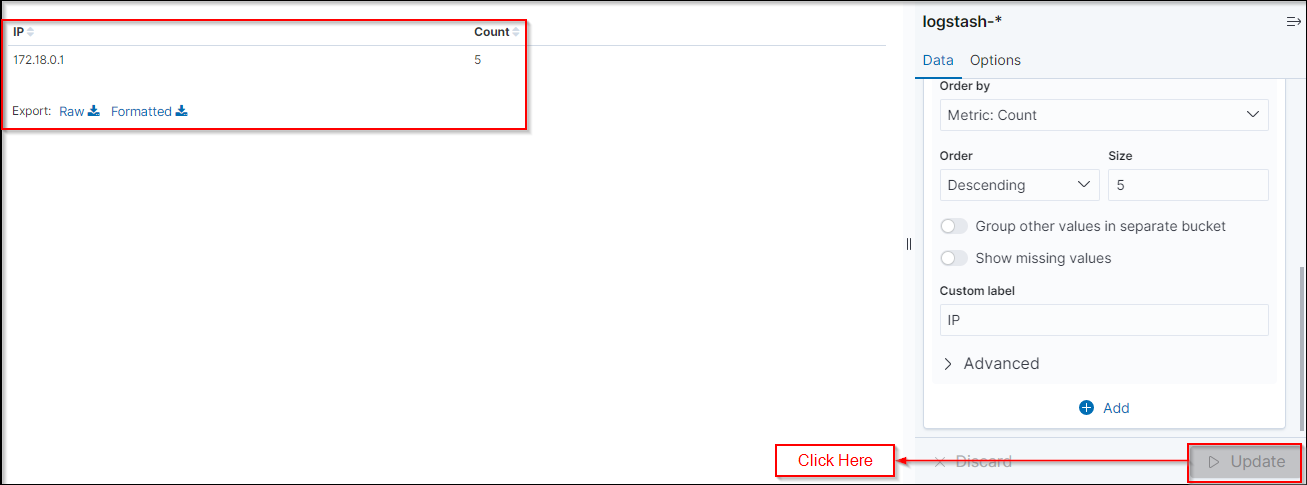 IP Count
172.18.0.1 5
Export: Raw Formatted
logstash-*
Data Options
Order by
Metric: Count
Order Size
Descending 5
Group other values in separate bucket
Show missing values
Custom label
IP
Advanced
Add
Click Here Discard Update